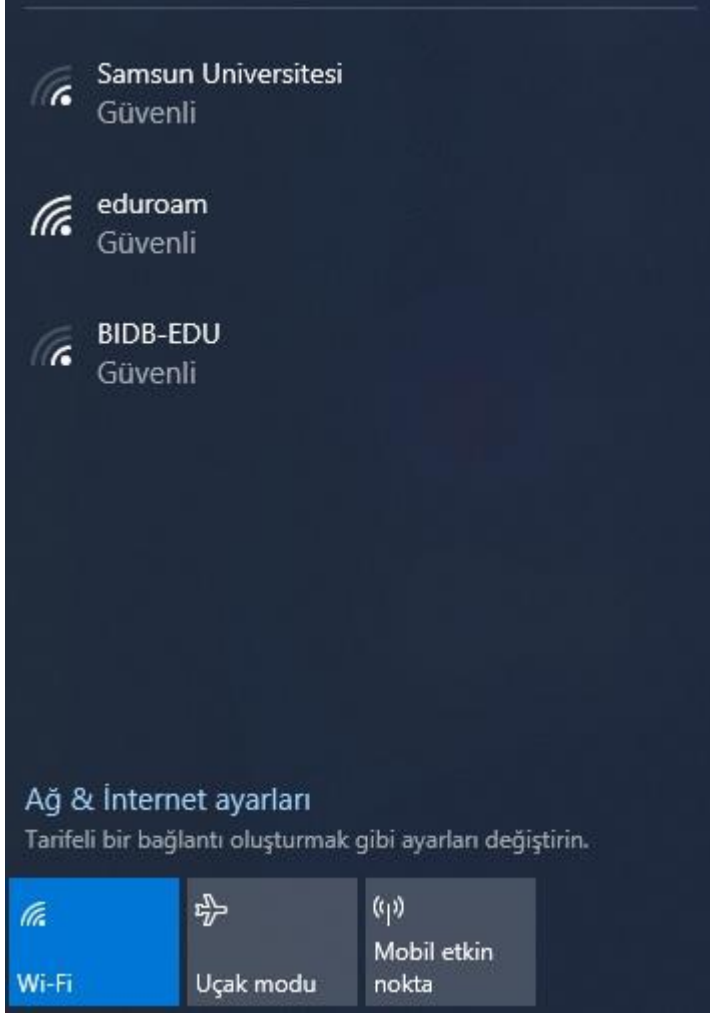 Samsun Universitesi
Güvenli
eduroam
Güvenli
BIDB-EDU
Güvenli
Ağ & İnternet ayarları
Tarifeli bir bağlantı oluşturmak gibi ayarları değiştirin.
Wi-Fi
Uçak modu
Mobil etkin
nokta